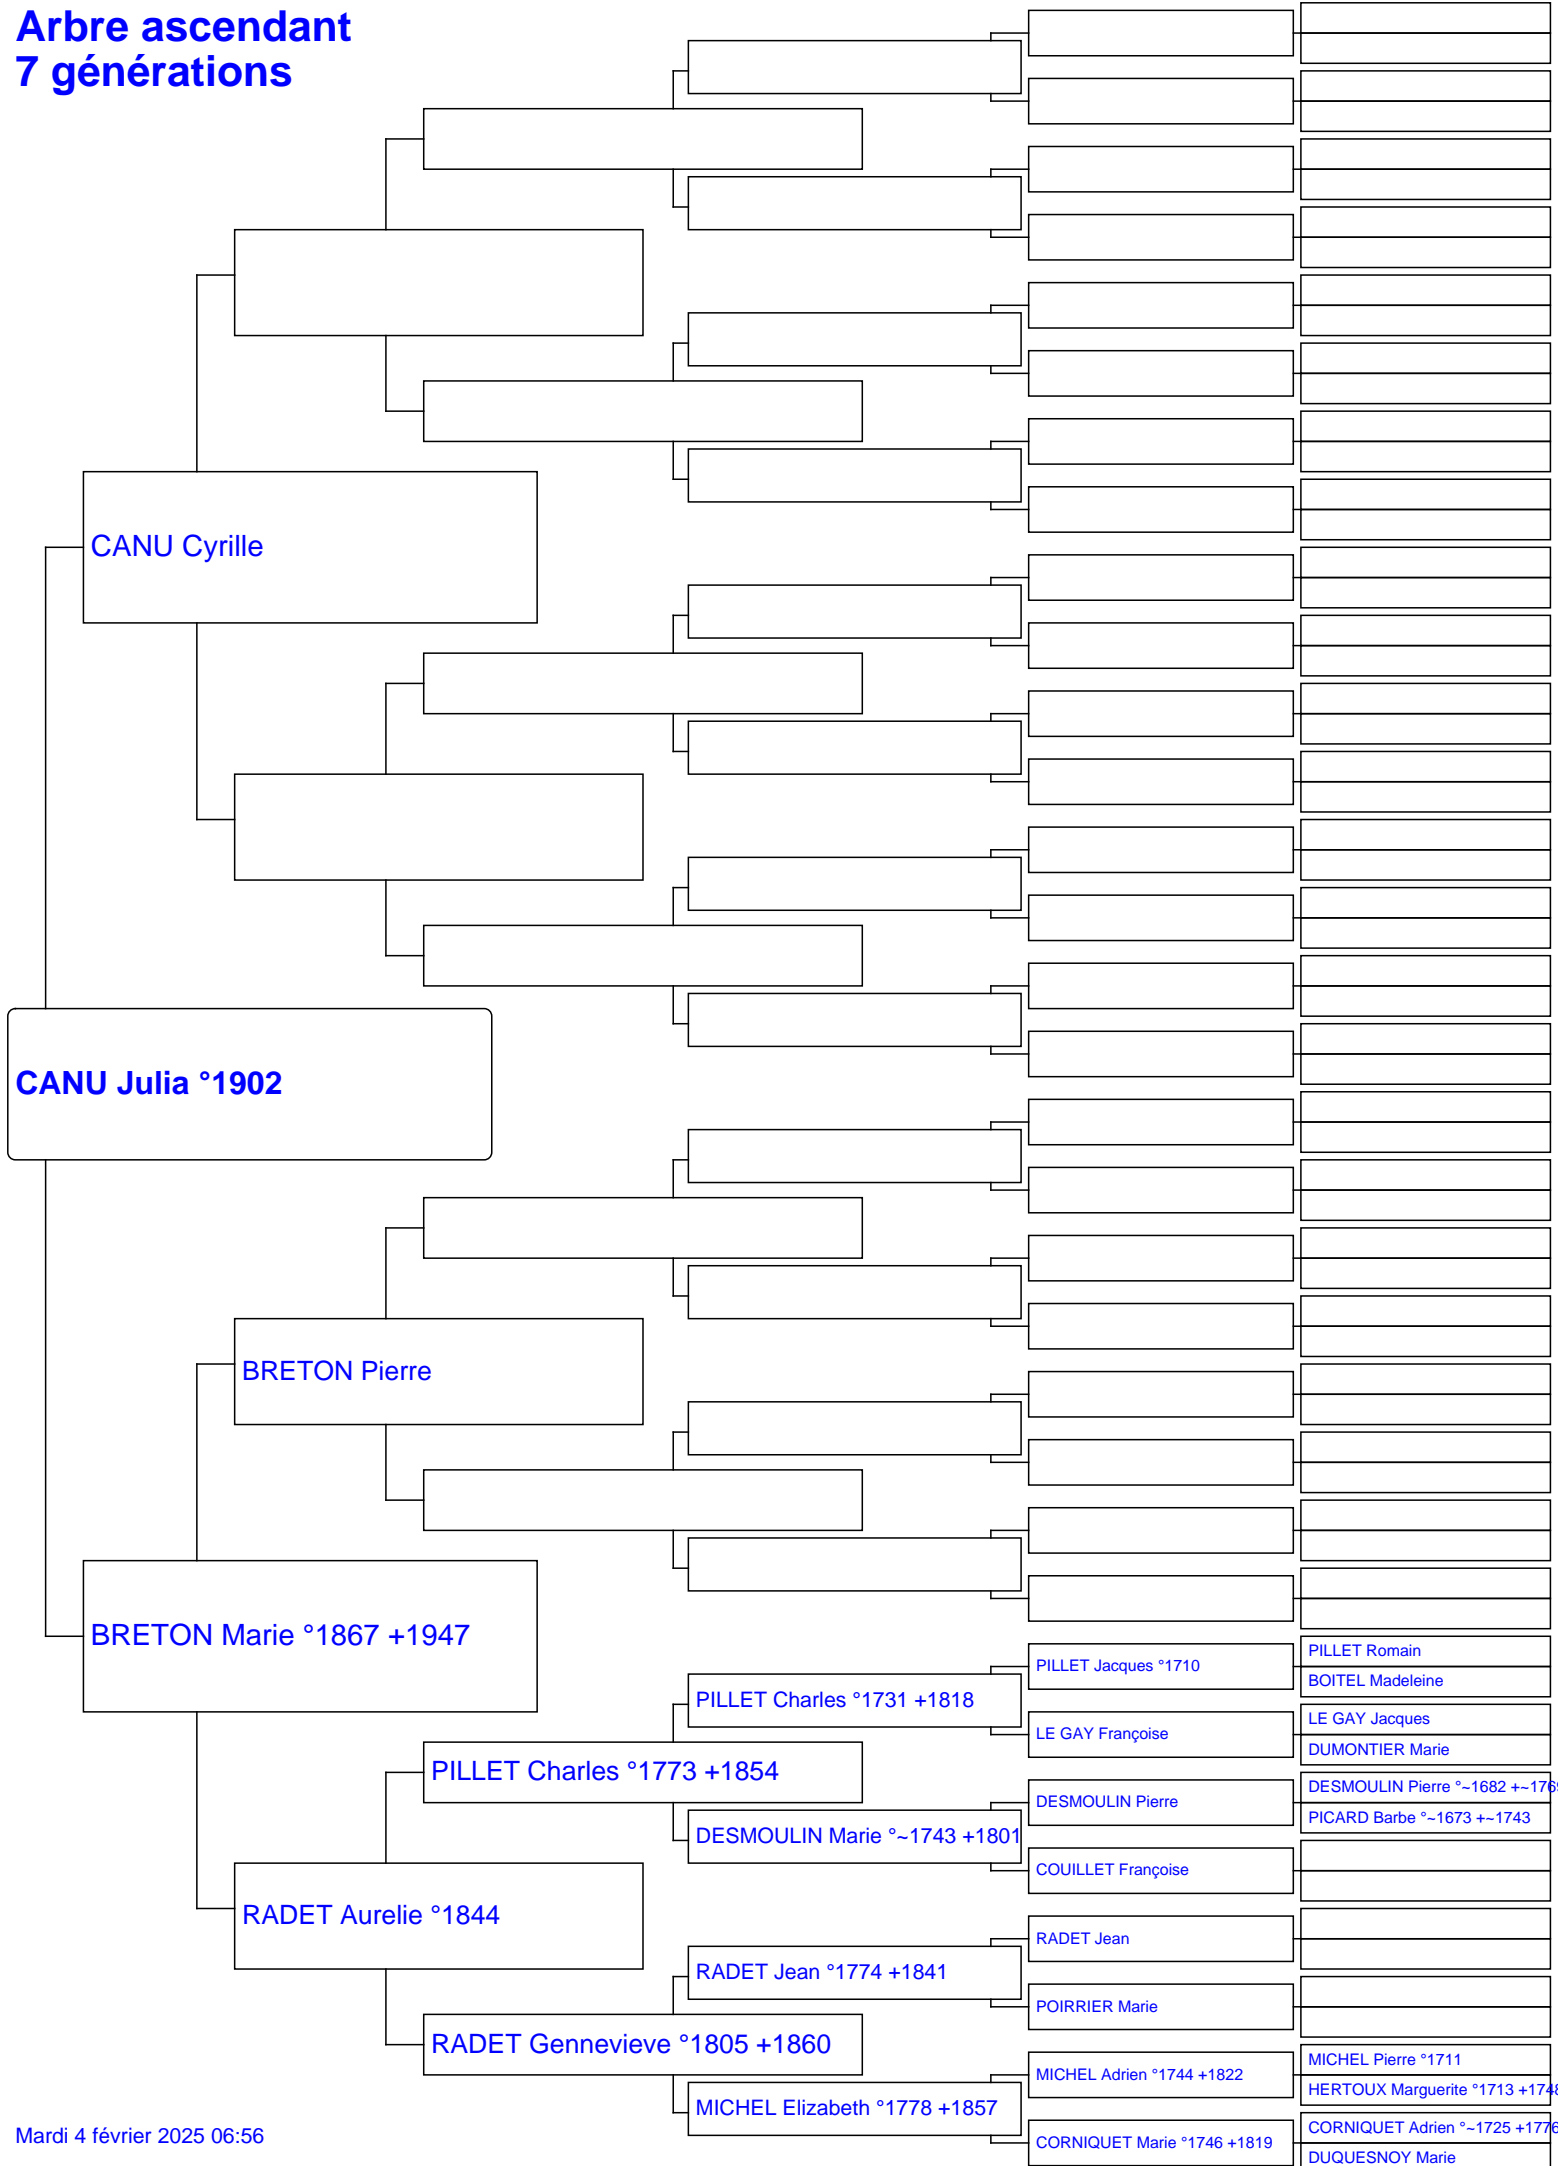 Arbre ascendant
7 générations
CANU Cyrille
CANU Julia °1902
BRETON Pierre
BRETON Marie °1867 +1947
PILLET Romain
PILLET Jacques °1710
BOITEL Madeleine
PILLET Charles °1731 +1818
LE GAY Jacques
LE GAY Françoise
DUMONTIER Marie
PILLET Charles °1773 +1854
DESMOULIN Pierre °~1682 +~1769
DESMOULIN Pierre
PICARD Barbe °~1673 +~1743
DESMOULIN Marie °~1743 +1801
COUILLET Françoise
RADET Aurelie °1844
RADET Jean
RADET Jean °1774 +1841
POIRRIER Marie
RADET Gennevieve °1805 +1860
MICHEL Pierre °1711
MICHEL Adrien °1744 +1822
HERTOUX Marguerite °1713 +1748
MICHEL Elizabeth °1778 +1857
CORNIQUET Adrien °~1725 +1776
CORNIQUET Marie °1746 +1819
DUQUESNOY Marie
Mardi 4 février 2025 06:56